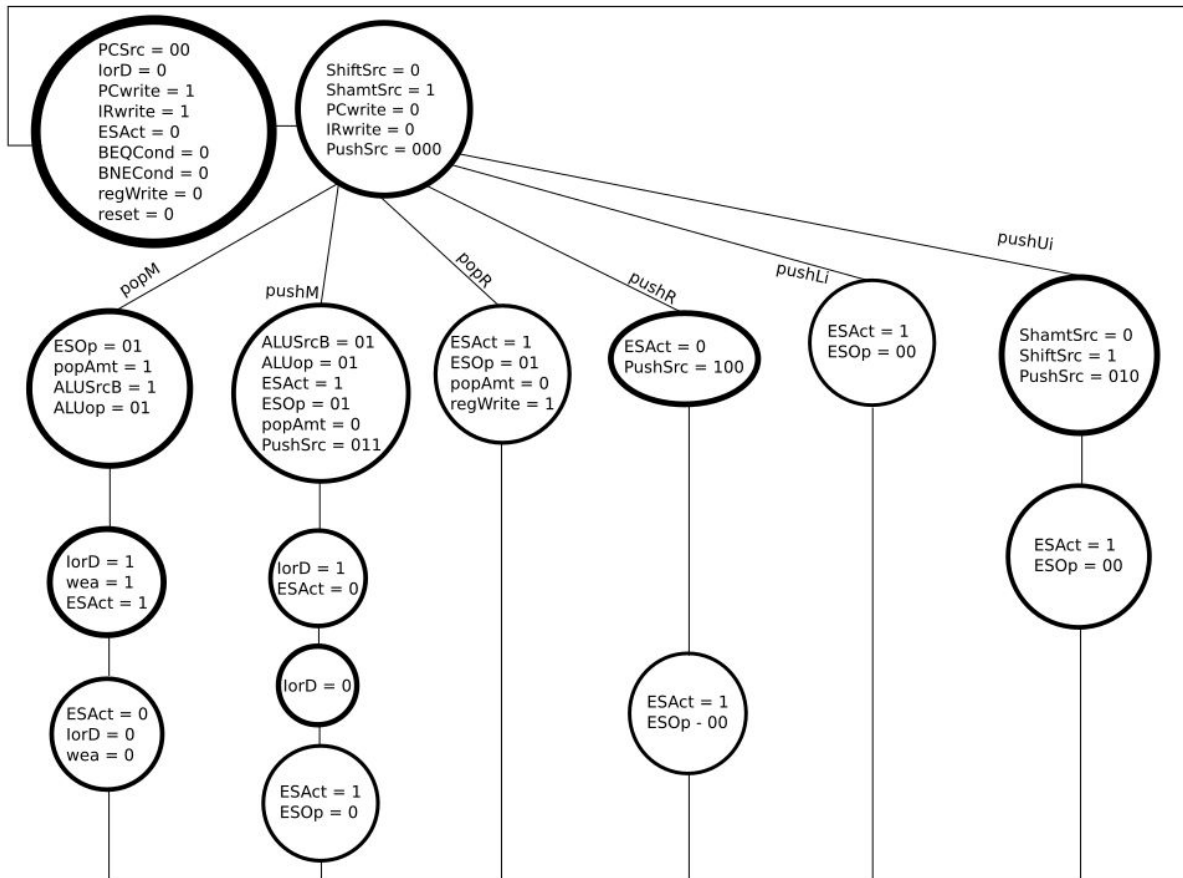 PCSrc = 00
IorD = 0
PCwrite = 1
IRwrite = 1
ESAct = 0
BEQCond = 0
BNECond = 0
regWrite = 0
reset = 0
ShiftSrc = 0
ShamtSrc = 1
PCwrite = 0
IRwrite = 0
PushSrc = 000
popM
pushM
popR
pushR
pushLi
pushUi
ESOp = 01
popAmt = 1
ALUSrcB = 1
ALUop = 01
ALUSrcB = 01
ALUop = 01
ESAct = 1
ESOp = 01
popAmt = 0
PushSrc = 011
ESAct = 1
ESOp = 01
popAmt = 0
regWrite = 1
ESAct = 0
PushSrc = 100
ESAct = 1
ESOp = 00
ShamtSrc = 0
ShiftSrc = 1
PushSrc = 010
IorD = 1
wea = 1
ESAct = 1
IorD = 1
ESAct = 0
ESAct = 1
ESOp = 00
IorD = 0
ESAct = 0
IorD = 0
wea = 0
ESAct = 1
ESOp - 00
ESAct = 1
ESOp = 0